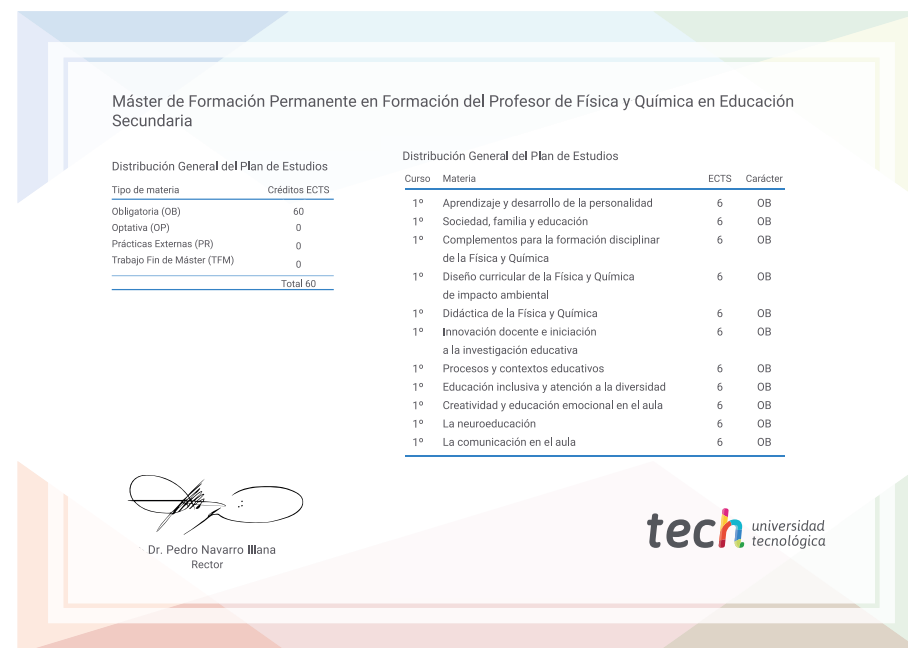 Máster de Formación Permanente en Formación del Profesor de Física y Química en Educación
Secundaria
Distribución General del Plan de Estudios
Tipo de materia Créditos ECTS
Obligatoria (OB) 60
Optativa (OP) 0
Prácticas Externas (PR) 0
Trabajo Fin de Máster (TFM) 0
Total 60
Distribución General del Plan de Estudios
Curso Materia ECTS Carácter
1º Aprendizaje y desarrollo de la personalidad 6 OB
1º Sociedad, familia y educación 6 OB
1º Complementos para la formación disciplinar 6 OB
de la Física y Química
1º Diseño curricular de la Física y Química 6 OB
de impacto ambiental
1º Didáctica de la Física y Química 6 OB
1º Innovación docente e iniciación 6 OB
a la investigación educativa
1º Procesos y contextos educativos 6 OB
1º Educación inclusiva y atención a la diversidad 6 OB
1º Creatividad y educación emocional en el aula 6 OB
1º La neuroeducación 6 OB
1º La comunicación en el aula 6 OB
Dr. Pedro Navarro Illana
Rector
tech universidad
tecnológica